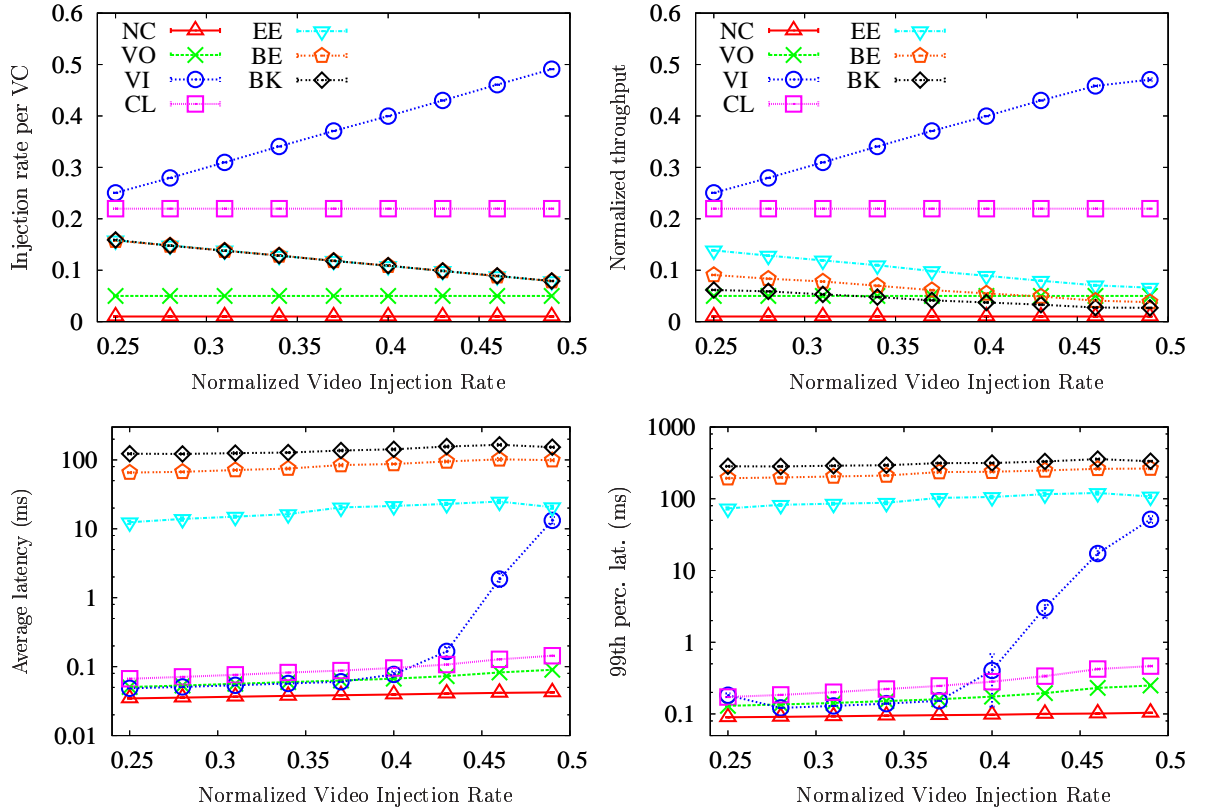 NC
VO
VI
CL
EE
BE
BK
0.6
0.5
0.4
0.3
0.2
0.1
0
Injection rate per VC
0.25 0.3 0.35 0.4 0.45 0.5
Normalized Video Injection Rate
NC
VO
VI
CL
EE
BE
BK
0.6
0.5
0.4
0.3
0.2
0.1
0
Normalized throughput
0.25 0.3 0.35 0.4 0.45 0.5
Normalized Video Injection Rate
100
10
1
0.1
0.01
Average latency (ms)
0.25 0.3 0.35 0.4 0.45 0.5
Normalized Video Injection Rate
1000
100
10
1
0.1
99th perc. lat. (ms)
0.25 0.3 0.35 0.4 0.45 0.5
Normalized Video Injection Rate